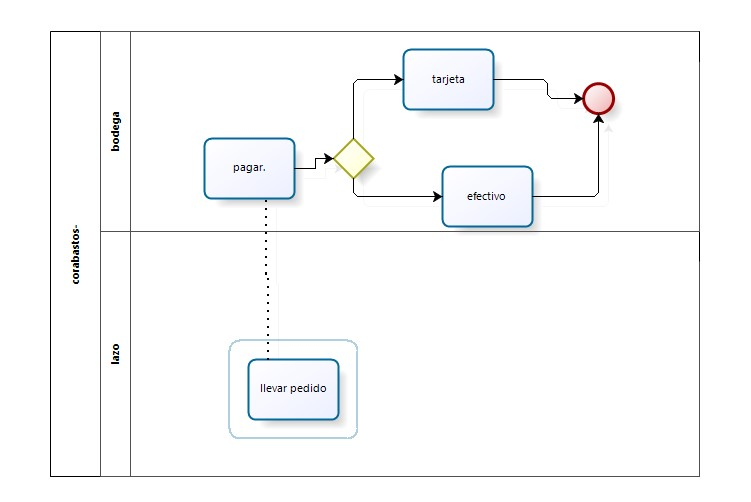 corabastos-
bodega
pagar.
tarjeta
efectivo
lazo
llevar pedido